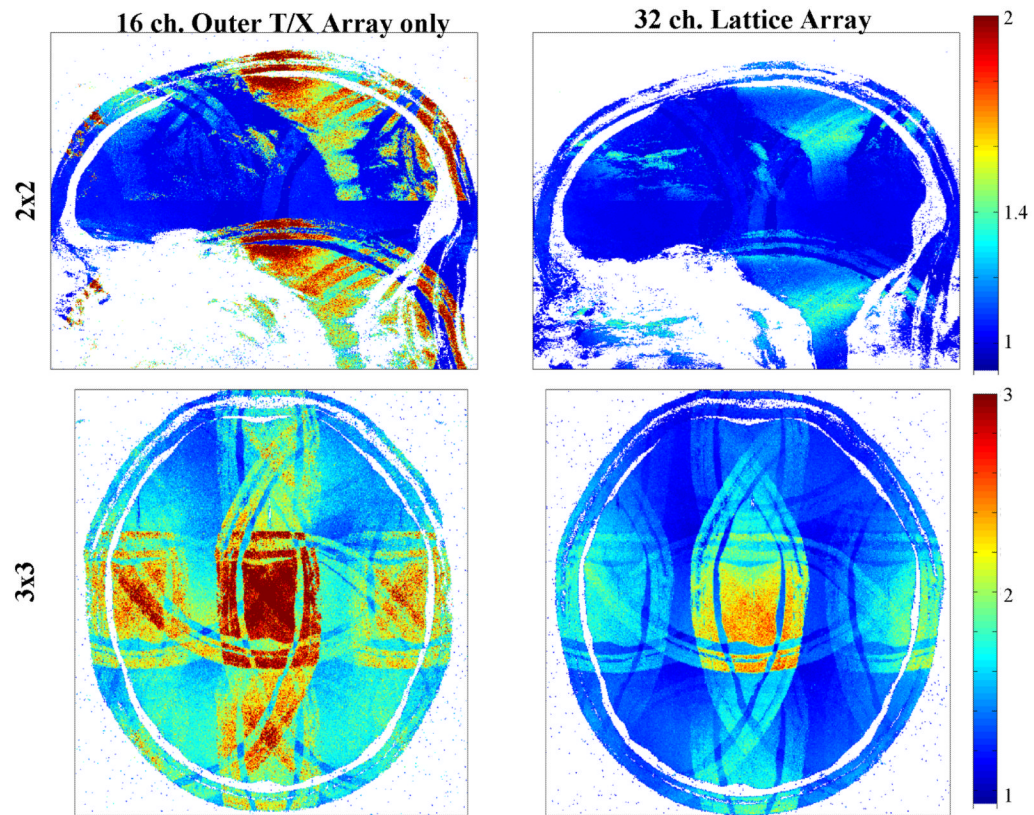 16 ch. Outer T/X Array only
32 ch. Lattice Array
2x2
2
1.4
1
3x3
3
2
1